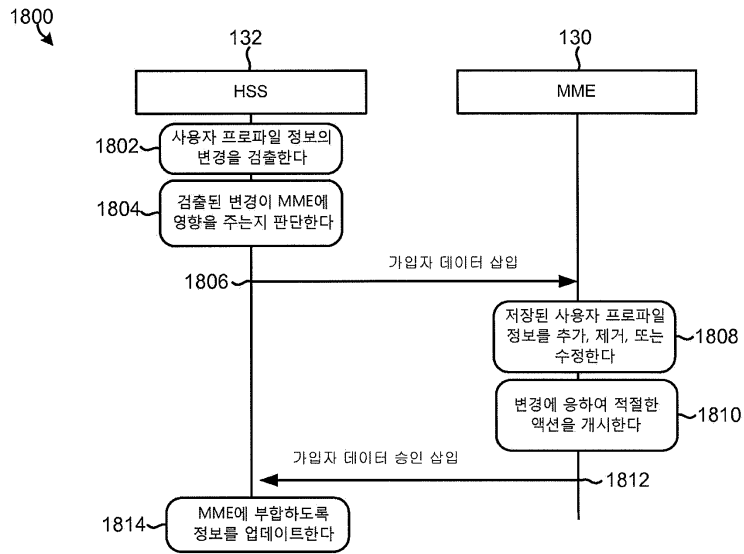 1800
132
130
HSS
MME
1802
사용자 프로파일 정보의
변경을 검출한다
1804
검출된 변경이 MME에
영향을 주는지 판단한다
가입자 데이터 삽입
1806
저장된 사용자 프로파일
정보를 추가, 제거, 또는
수정한다
1808
변경에 응하여 적절한
액션을 개시한다
1810
가입자 데이터 승인 삽입
1812
1814
MME에 부합하도록
정보를 업데이트한다